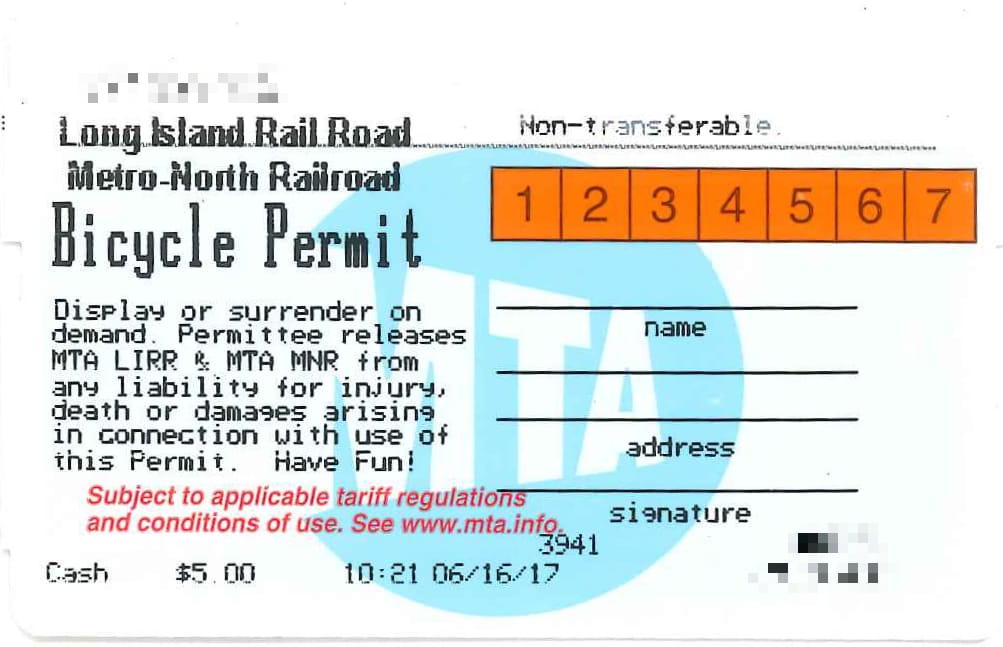 Long Island Rail Road
Non-transferable.
Metro-North Railroad
1 2 3 4 5 6 7
Bicycle Permit
Display or surrender on
demand. Permittee releases
MTA LIRR & MTA MNR from
any liability for injury,
death or damages arising
in connection with use of
this Permit. Have Fun!
name
address
signature
MTA
Subject to applicable tariff regulations
and conditions of use. See www.mta.info.
3941
Cash $5.00 10:21 06/16/17